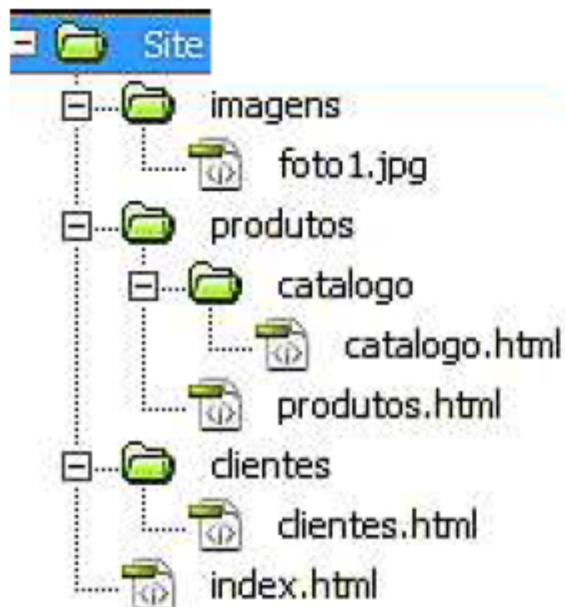 Site
imagens
foto1.jpg
produtos
catalogo
catalogo.html
produtos.html
clientes
clientes.html
index.html